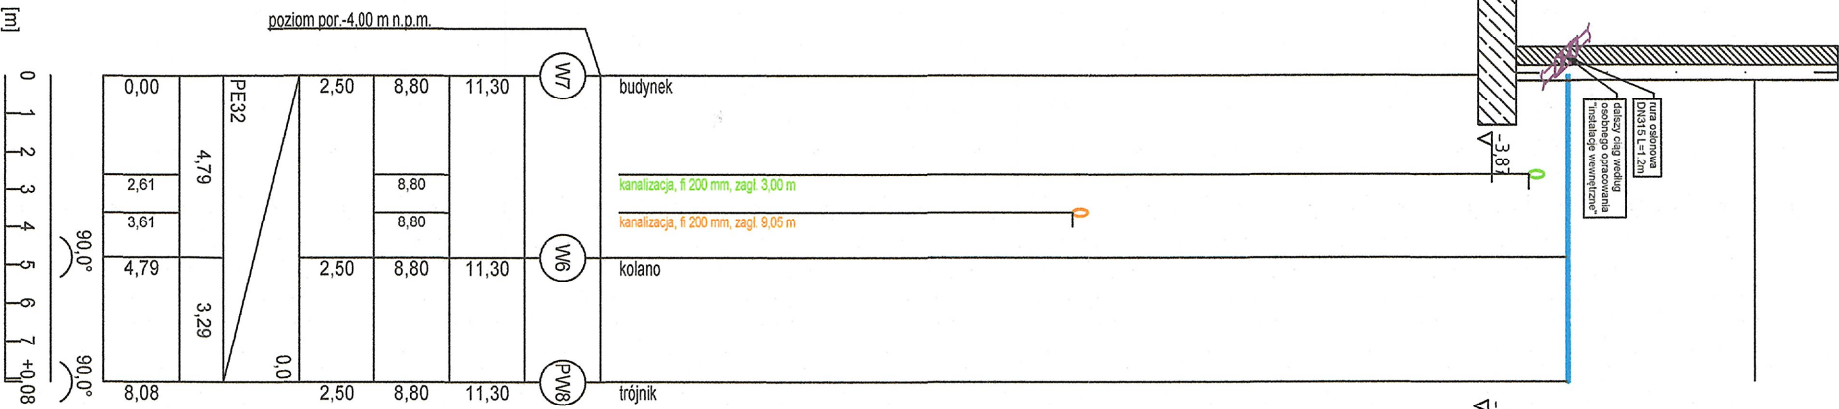 [m]
poziom por.-4.00 m n.p.m.
0
0,00
PE32
2,50
8,80
11,30
W7
budynek
1
2
4,79
-3,8
rura osłonowa
DN315 L=1.2m
dalszy ciąg według
osobnego opracowania
"instalacje wewnętrzne"
3
2,61
8,80
kanalizacja, fi 200 mm, zagl. 3,00 m
4
3,61
8,80
kanalizacja, fi 200 mm, zagl. 9,05 m
90,0°
5
4,79
2,50
8,80
11,30
W6
kolano
6
3,29
7
0,0
+0,08
90,0°
8,08
2,50
8,80
11,30
PW8
trójnik